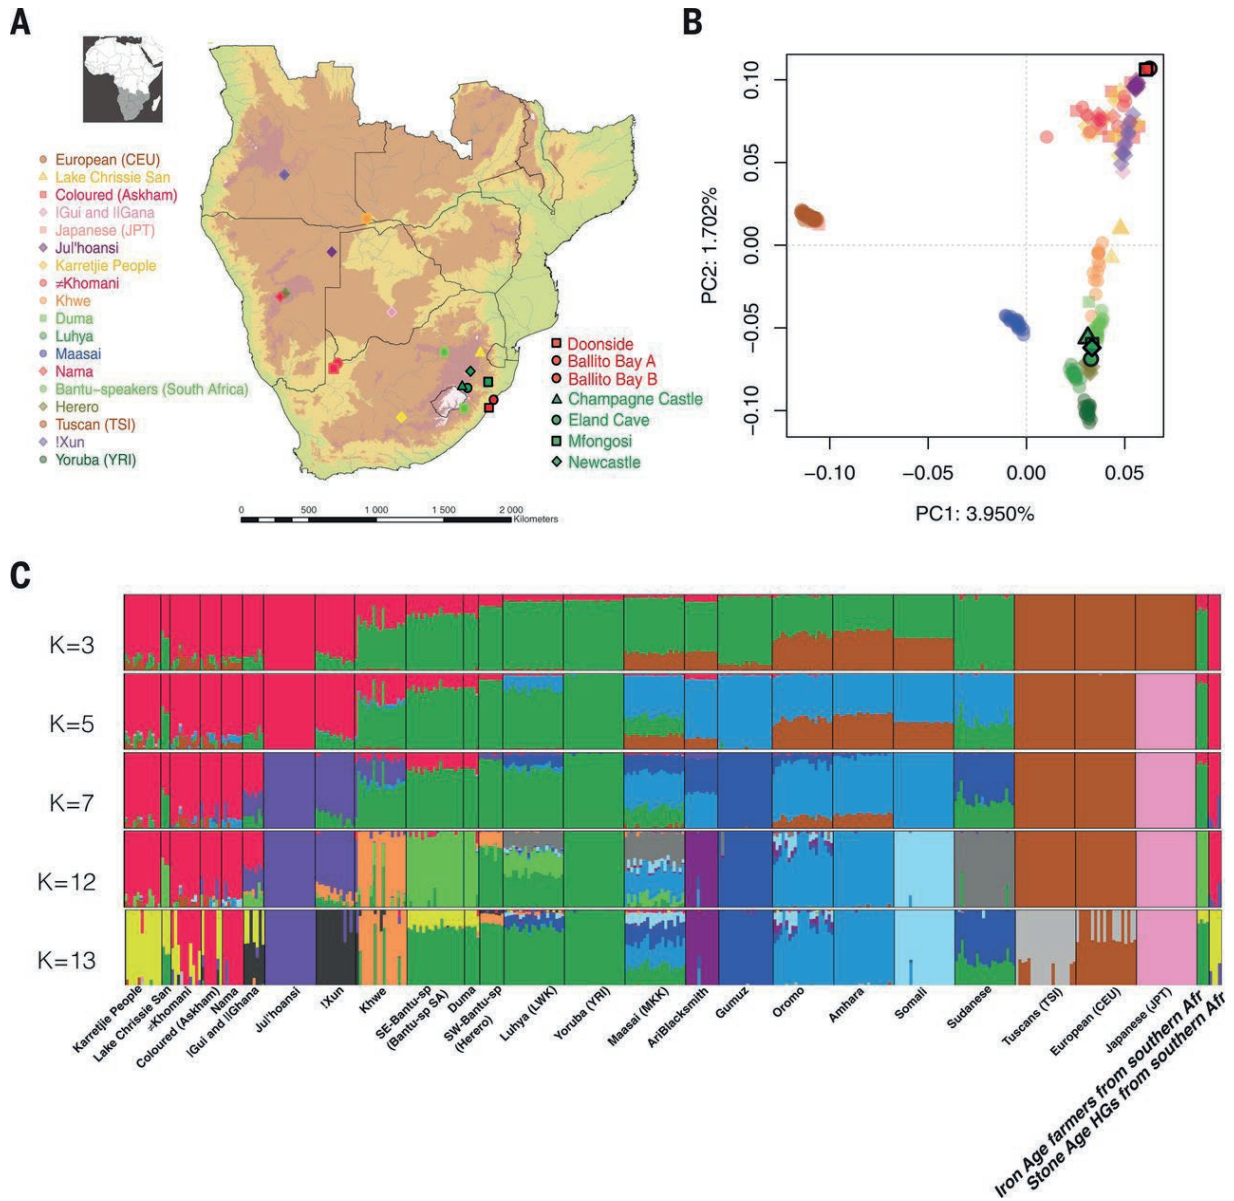 A
European (CEU)
Lake Chrissie San
Coloured (Askham)
|Gui and ||Gana
Japanese (JPT)
Ju|'hoansi
Karretjie People
≠Khomani
Khwe
Duma
Luhya
Maasai
Nama
Bantu-speakers (South Africa)
Herero
Tuscan (TSI)
!Xun
Yoruba (YRI)
Doonside
Ballito Bay A
Ballito Bay B
Champagne Castle
Eland Cave
Mfongosi
Newcastle
0 500 1 000 1 500 2 000
Kilometers
B
PC2: 1.702%
0.10
0.05
0.00
−0.05
−0.10
−0.10 −0.05 0.00 0.05
PC1: 3.950%
C
K=3
K=5
K=7
K=12
K=13
Karretjie People
Lake Chrissie San
≠Khomani
Coloured (Askham)
Nama
|Gui and ||Ghana
Ju|'hoansi
!Xun
Khwe
SE-Bantu-sp
(Bantu-sp SA)
Duma
SW-Bantu-sp
(Herero)
Luhya (LWK)
Yoruba (YRI)
Maasai (MKK)
AriBlacksmith
Gumuz
Oromo
Amhara
Somali
Sudanese
Tuscans (TSI)
European (CEU)
Japanese (JPT)
Iron Age farmers from southern Afr
Stone Age HGs from southern Afr